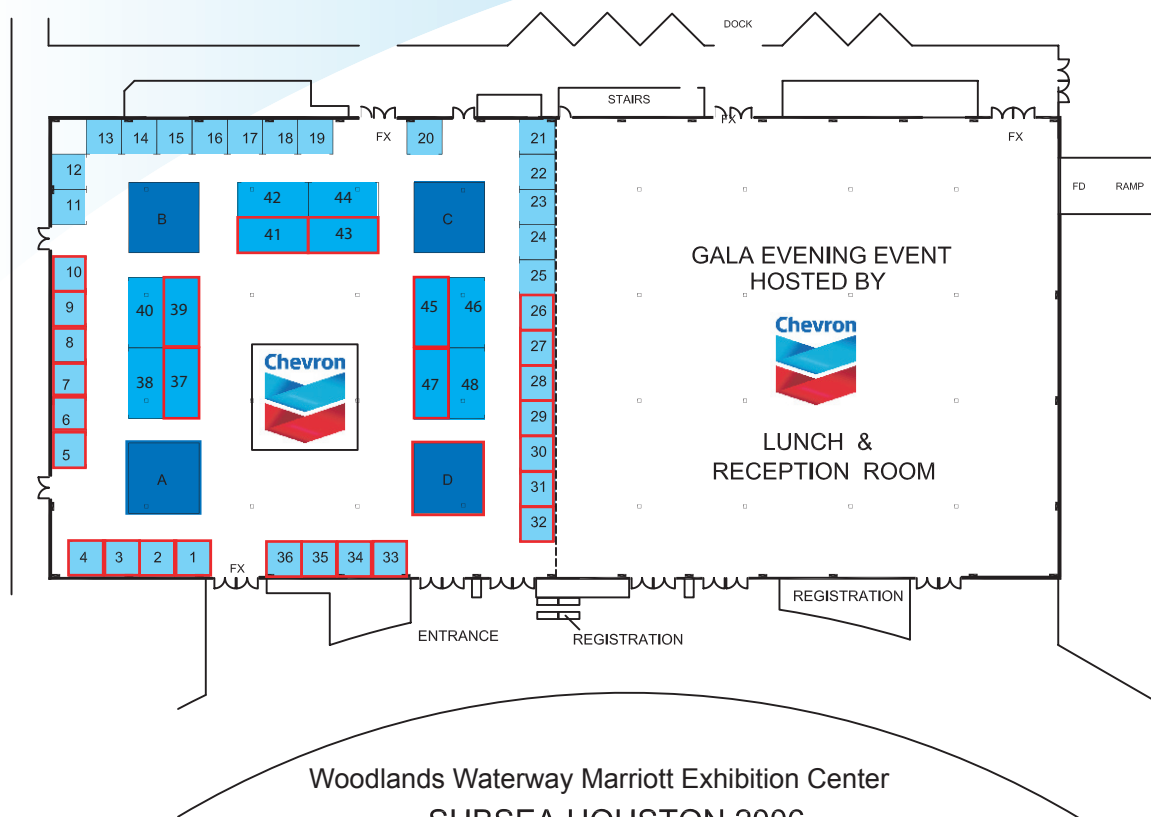 DOCK
STAIRS
FX
FX
FX
13 14 15 16 17 18 19 20 21
12
22
FD RAMP
42 44
11
B
C
23
41 43
24
GALA EVENING EVENT
HOSTED BY
10
25
9
40 39
45 46
26
Chevron
8
27
Chevron
7
38 37
47 48
28
6
29
5
30
LUNCH &
RECEPTION ROOM
A
D
31
32
4 3 2 1
36 35 34 33
FX
REGISTRATION
ENTRANCE
REGISTRATION
Woodlands Waterway Marriott Exhibition Center
SUBSEA HOUSTON 2006